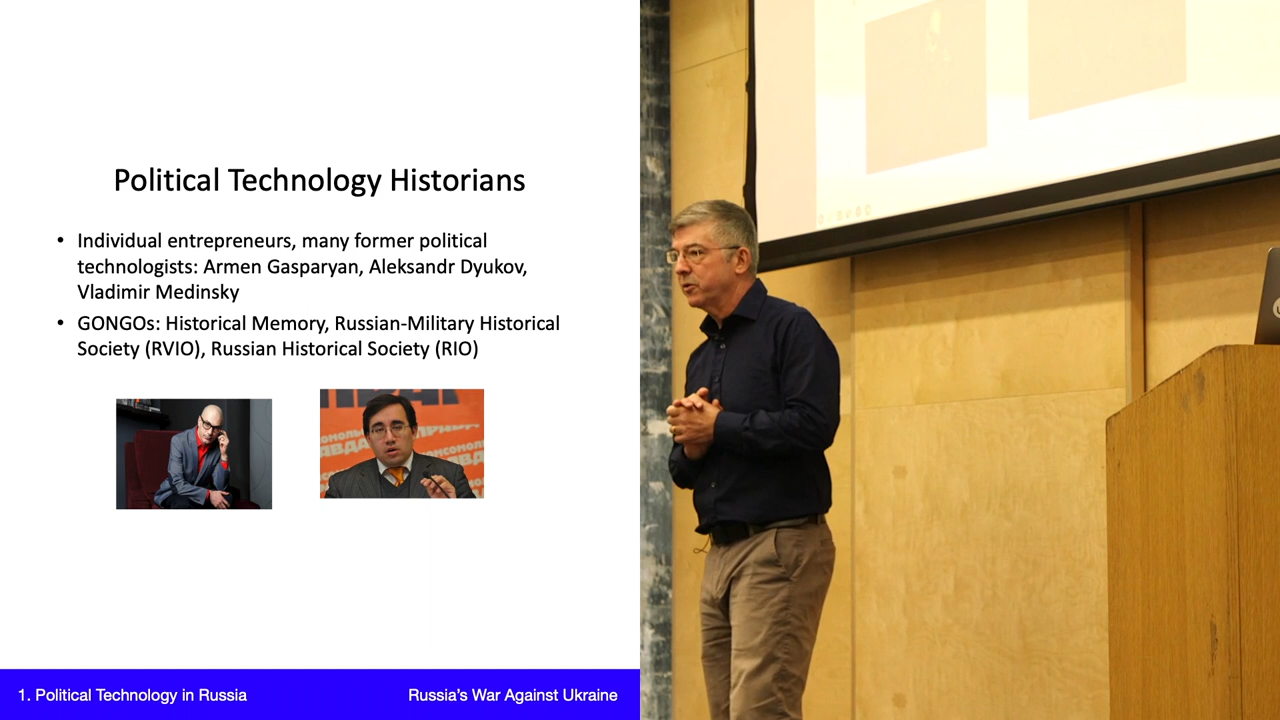 Political Technology Historians
• Individual entrepreneurs, many former political
technologists: Armen Gasparyan, Aleksandr Dyukov,
Vladimir Medinsky
• GONGOs: Historical Memory, Russian-Military Historical
Society (RVIO), Russian Historical Society (RIO)
1. Political Technology in Russia
Russia's War Against Ukraine